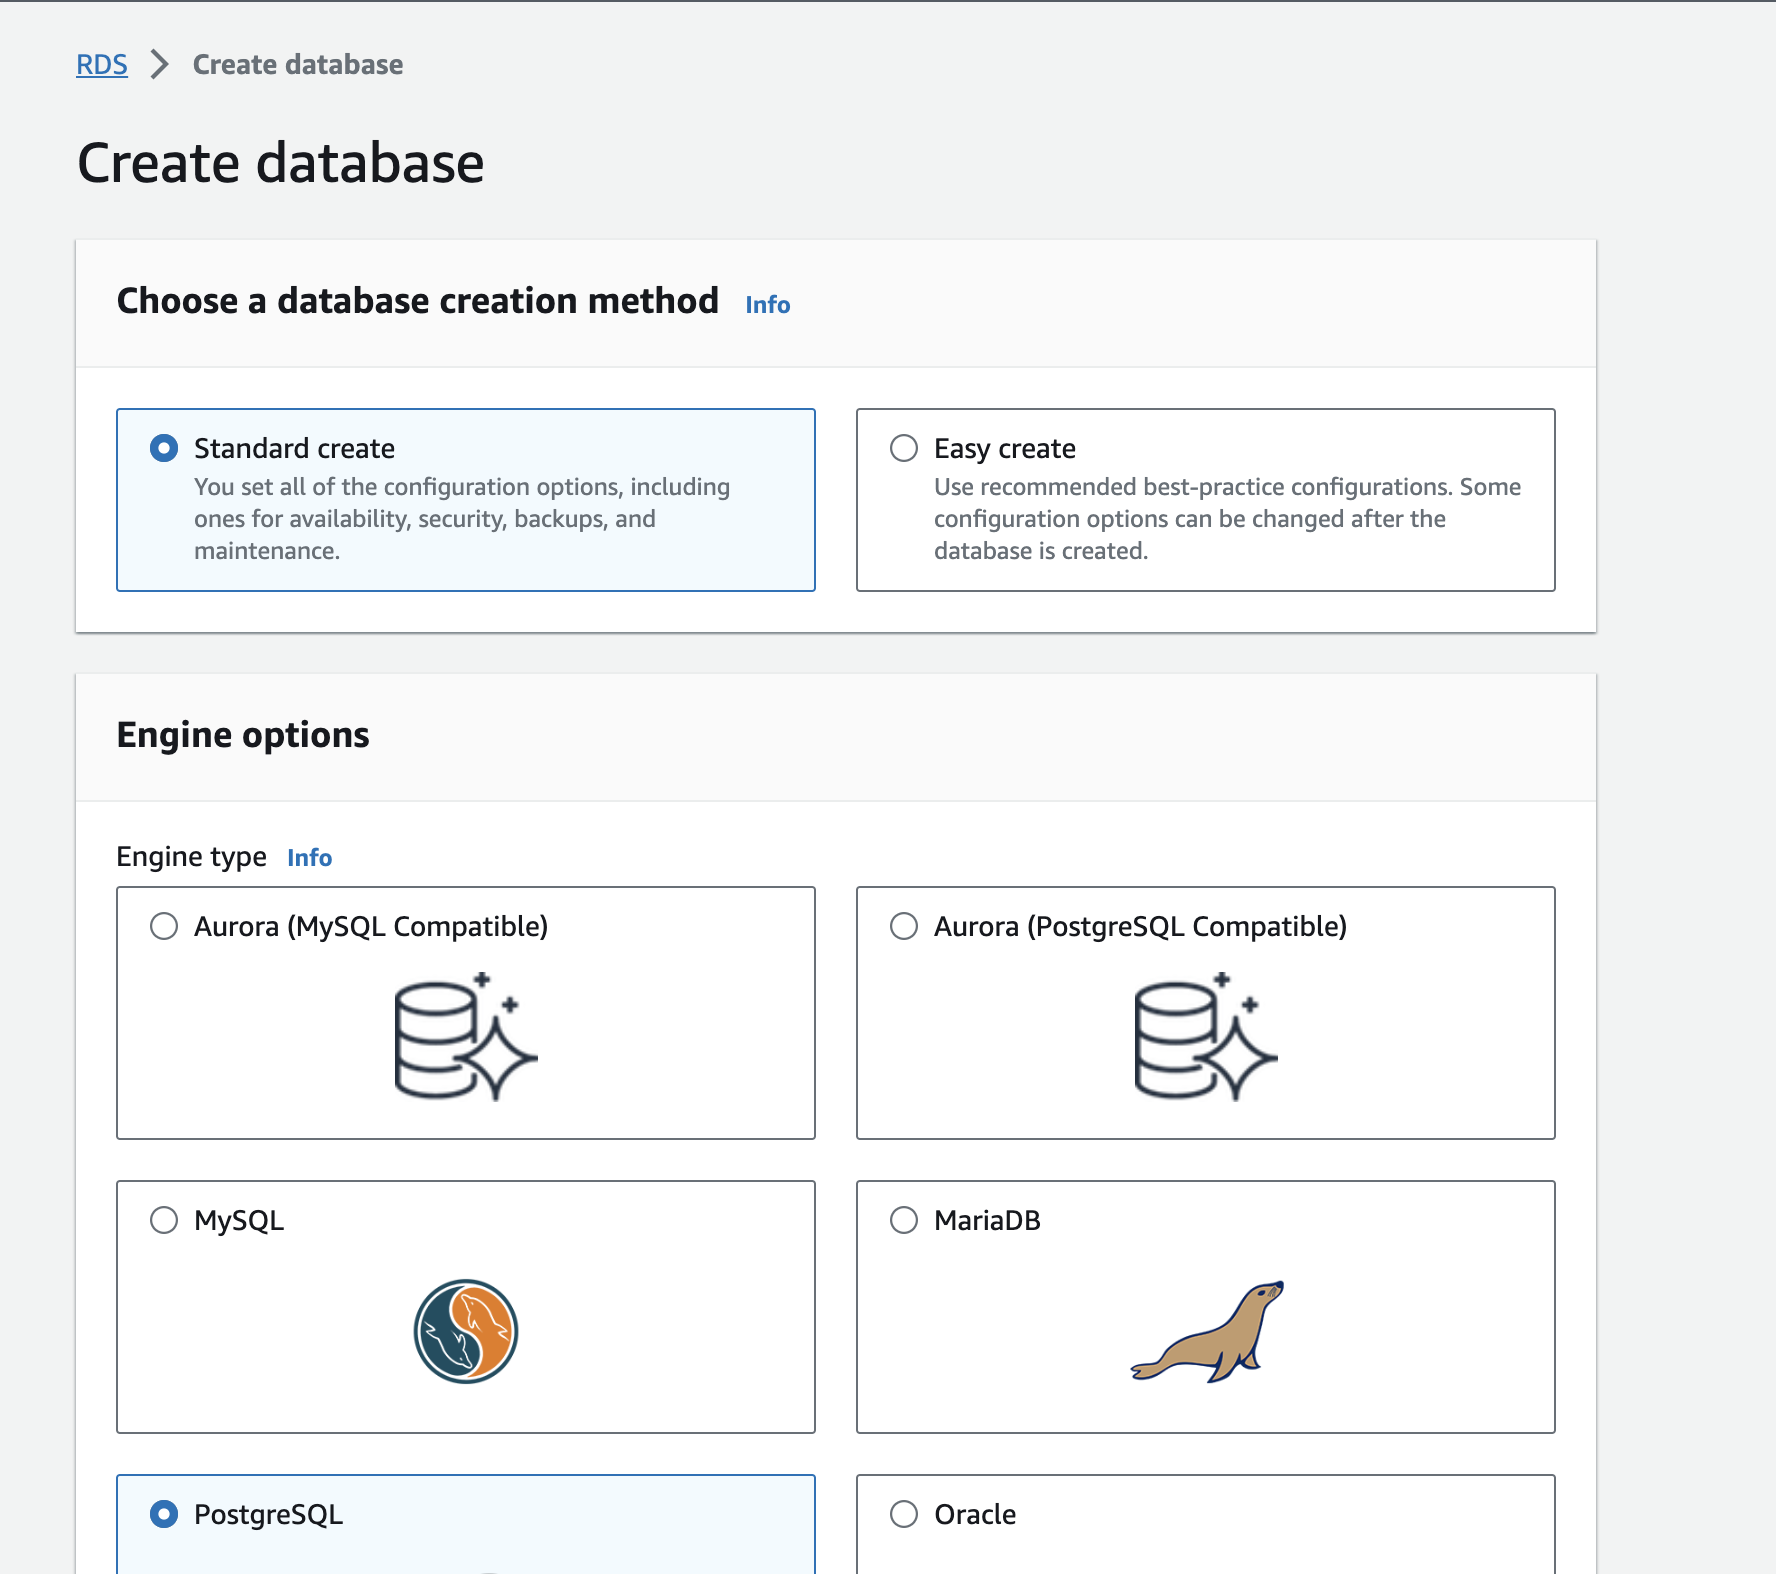 RDS > Create database
Create database
Choose a database creation method Info
Standard create
You set all of the configuration options, including
ones for availability, security, backups, and
maintenance.
Easy create
Use recommended best-practice configurations. Some
configuration options can be changed after the
database is created.
Engine options
Engine type Info
Aurora (MySQL Compatible)
Aurora (PostgreSQL Compatible)
MySQL
MariaDB
PostgreSQL
Oracle